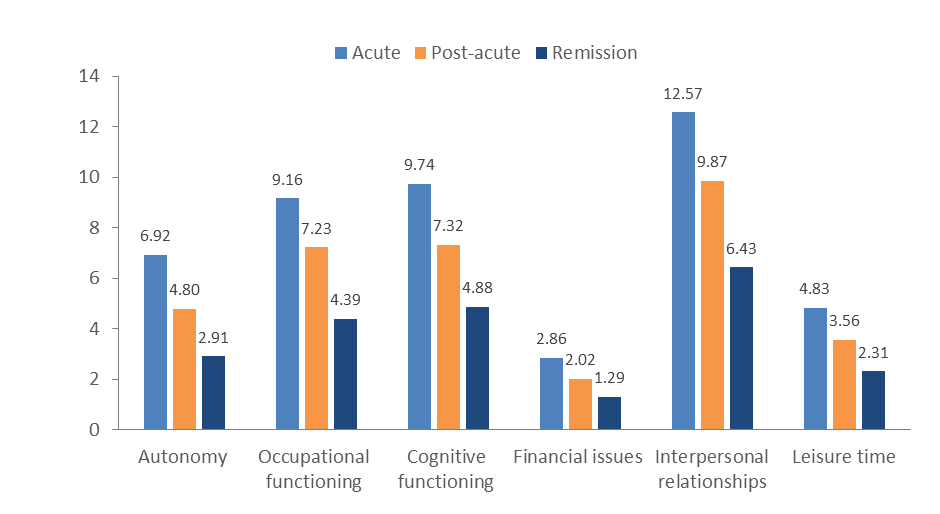 Acute Post-acute Remission
14
12
10
8
6
4
2
0
6.92
4.80
2.91
9.16
7.23
4.39
9.74
7.32
4.88
2.86
2.02
1.29
12.57
9.87
6.43
4.83
3.56
2.31
Autonomy
Occupational
functioning
Cognitive
functioning
Financial issues
Interpersonal
relationships
Leisure time